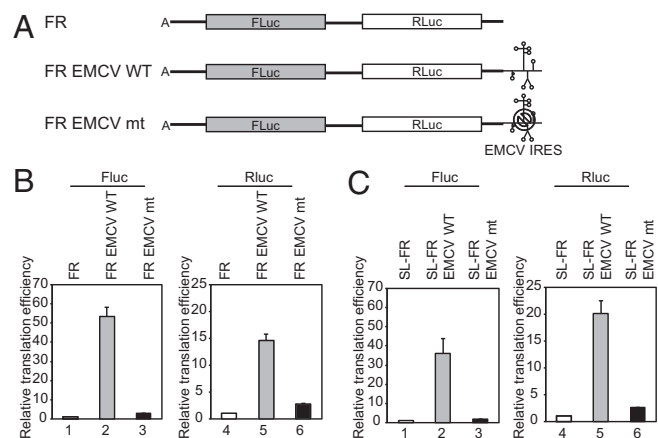 A
FR
A
FLuc
RLuc
FR EMCV WT
A
FLuc
RLuc
FR EMCV mt
A
FLuc
RLuc
EMCV IRES
B
Fluc
FR
FR EMCV WT
FR EMCV mt
Relative translation efficiency
70
60
50
40
30
20
10
0
1
2
3
Rluc
FR
FR EMCV WT
FR EMCV mt
Relative translation efficiency
25
20
15
10
5
0
4
5
6
C
Fluc
SL-FR
SL-FR
EMCV WT
SL-FR
EMCV mt
Relative translation efficiency
70
60
50
40
30
20
10
0
1
2
3
Rluc
SL-FR
SL-FR
EMCV WT
SL-FR
EMCV mt
Relative translation efficiency
25
20
15
10
5
0
4
5
6